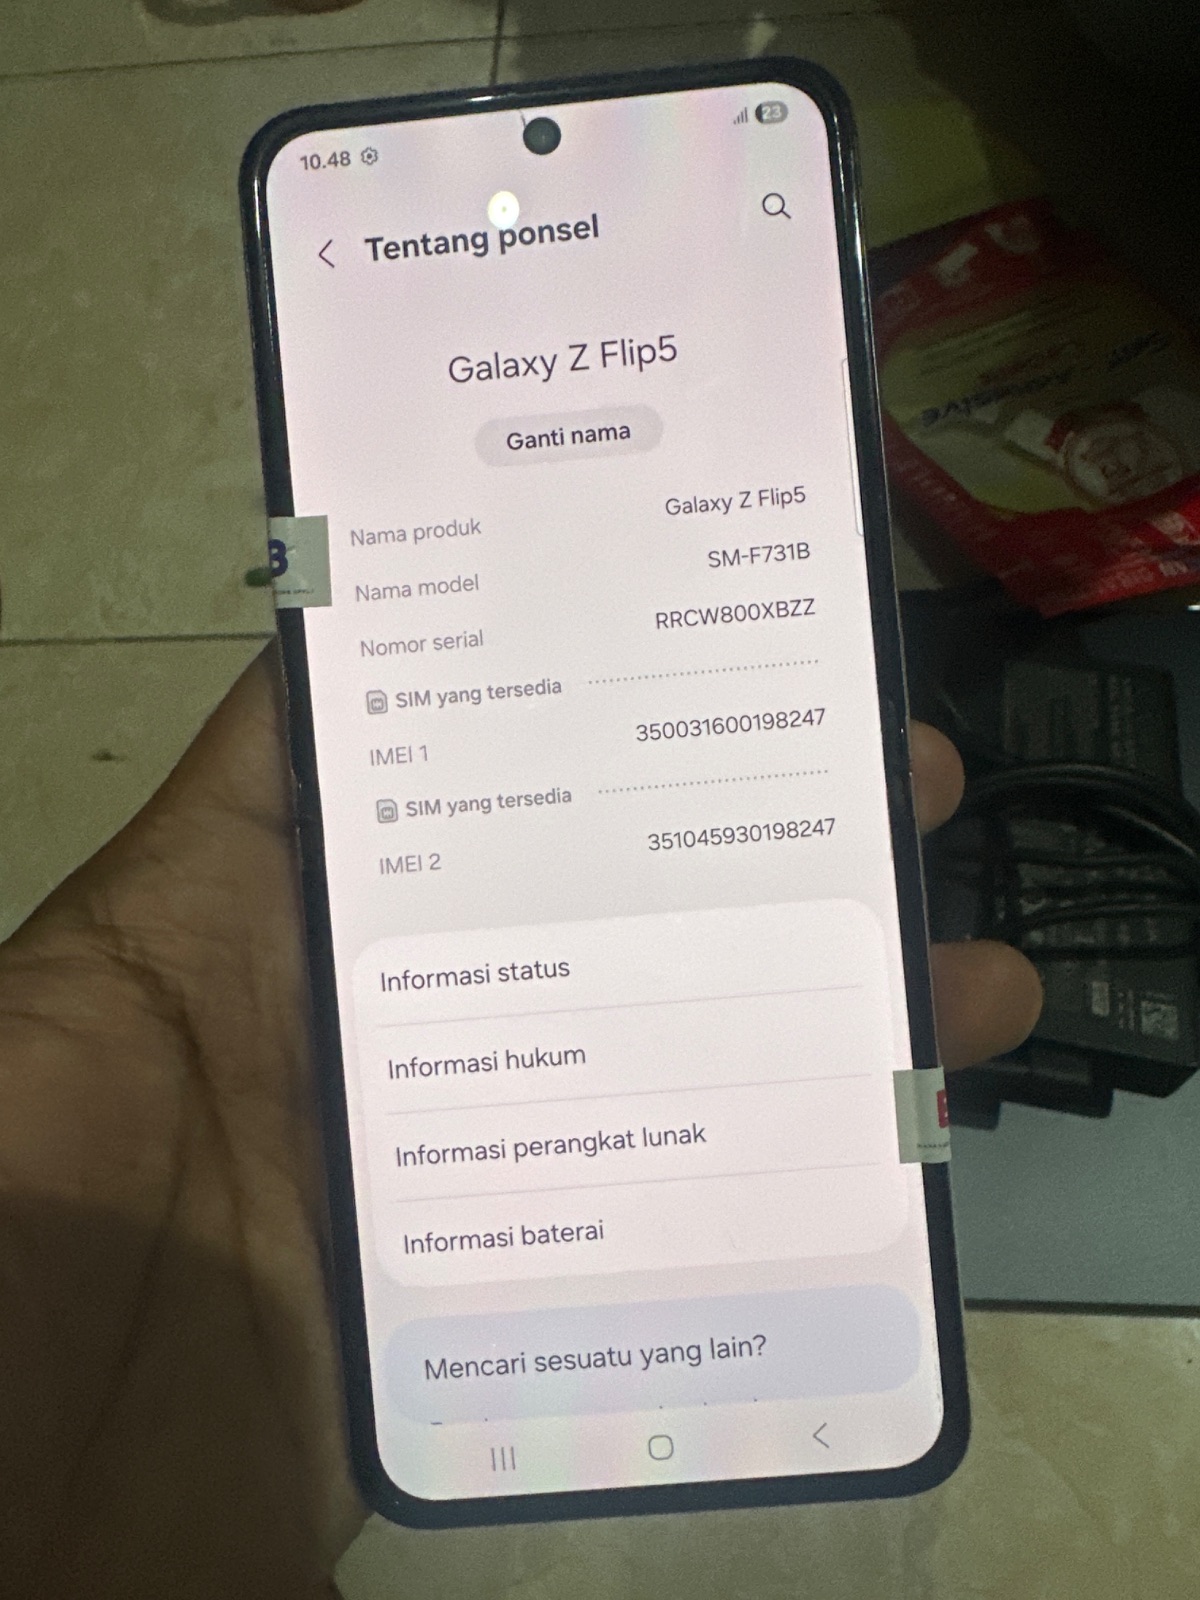 10.48
23
Tentang ponsel
Galaxy Z Flip5
Ganti nama
Nama produk Galaxy Z Flip5
Nama model SM-F731B
Nomor serial RRCW800XBZZ
SIM yang tersedia
IMEI 1 350031600198247
SIM yang tersedia
IMEI 2 351045930198247
Informasi status
Informasi hukum
Informasi perangkat lunak
Informasi baterai
Mencari sesuatu yang lain?